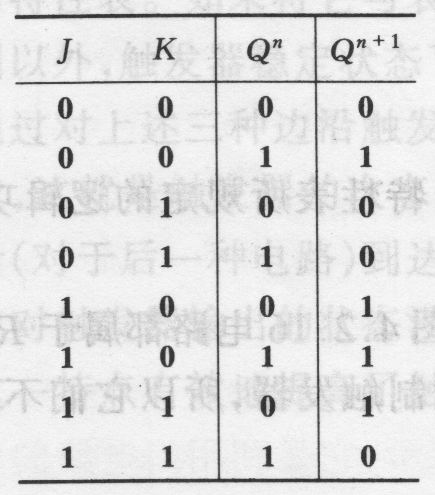 J K Qⁿ Qⁿ⁺¹
0 0 0 0
0 0 1 1
0 1 0 0
0 1 1 0
1 0 0 1
1 0 1 1
1 1 0 1
1 1 1 0